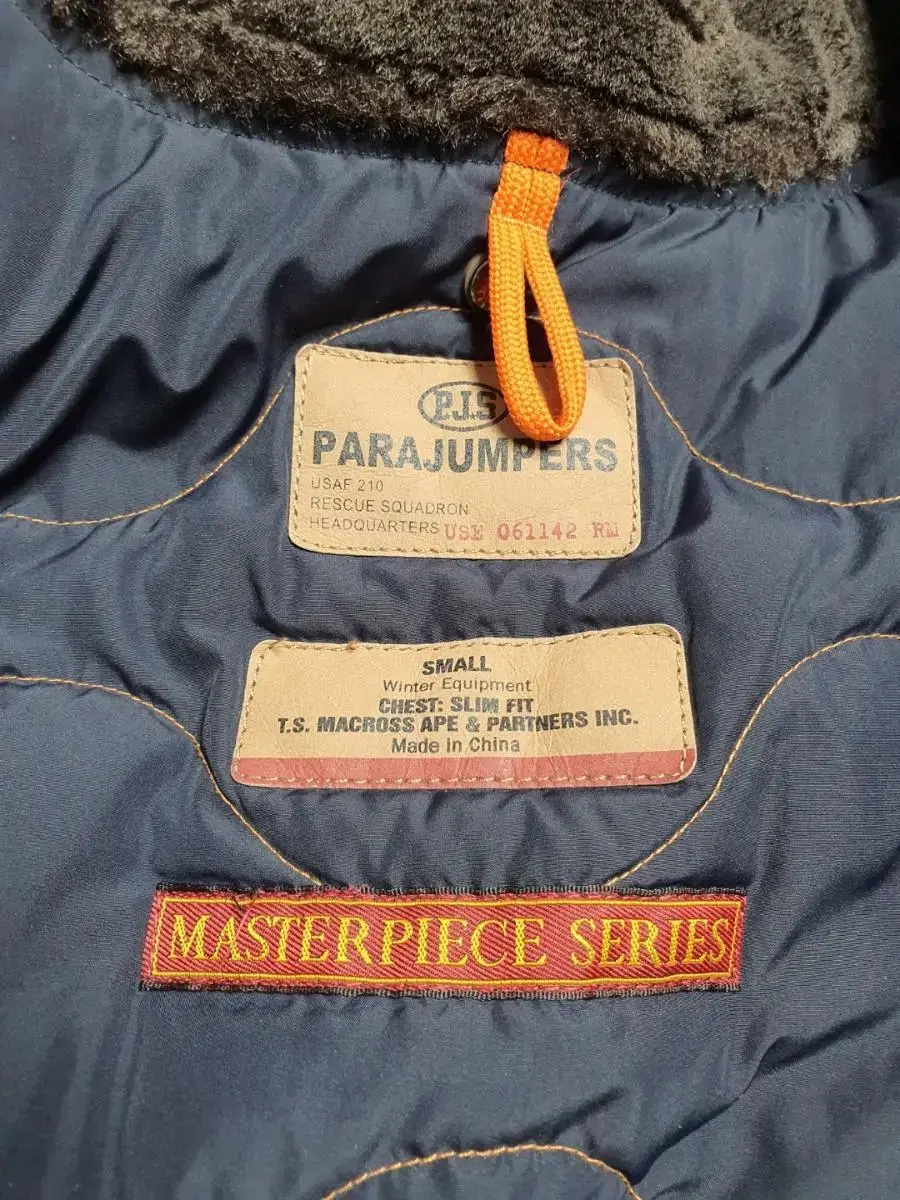 P.J.S
PARAJUMPERS
USAF 210
RESCUE SQUADRON
HEADQUARTERS USE 061142 RM
SMALL
Winter Equipment
CHEST: SLIM FIT
T.S. MACROSS APE & PARTNERS INC.
Made in China
MASTERPIECE SERIES